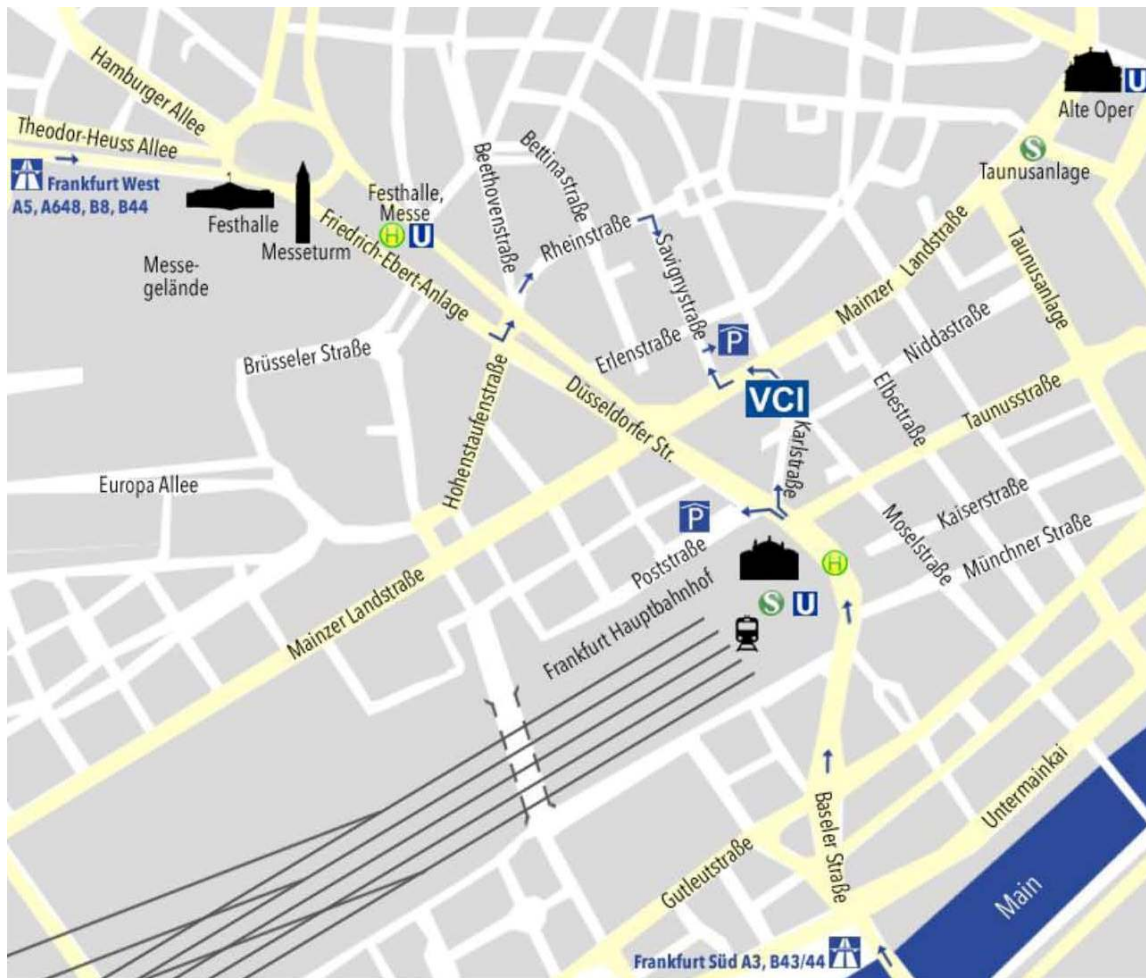 Hamburger Allee
Theodor-Heuss Allee
Frankfurt West
A5, A648, B8, B44
Festhalle
Messeturm
Messe-
gelände
Festhalle,
Messe
H
U
Friedrich-Ebert-Anlage
Beethovenstraße
Bettinastraße
Rheinstraße
Savignystraße
U
Alte Oper
S
Taunusanlage
Taunusanlage
Mainzer Landstraße
Niddastraße
Brüsseler Straße
Erlenstraße
P
VCI
Düsseldorfer Str.
Hohenstaufenstraße
Karlstraße
Elbestraße
Taunusstraße
Europa Allee
Kaiserstraße
Moselstraße
Münchner Straße
P
Poststraße
H
S
U
Frankfurt Hauptbahnhof
Mainzer Landstraße
Baseler Straße
Untermainkai
Gutleutstraße
Main
Frankfurt Süd A3, B43/44